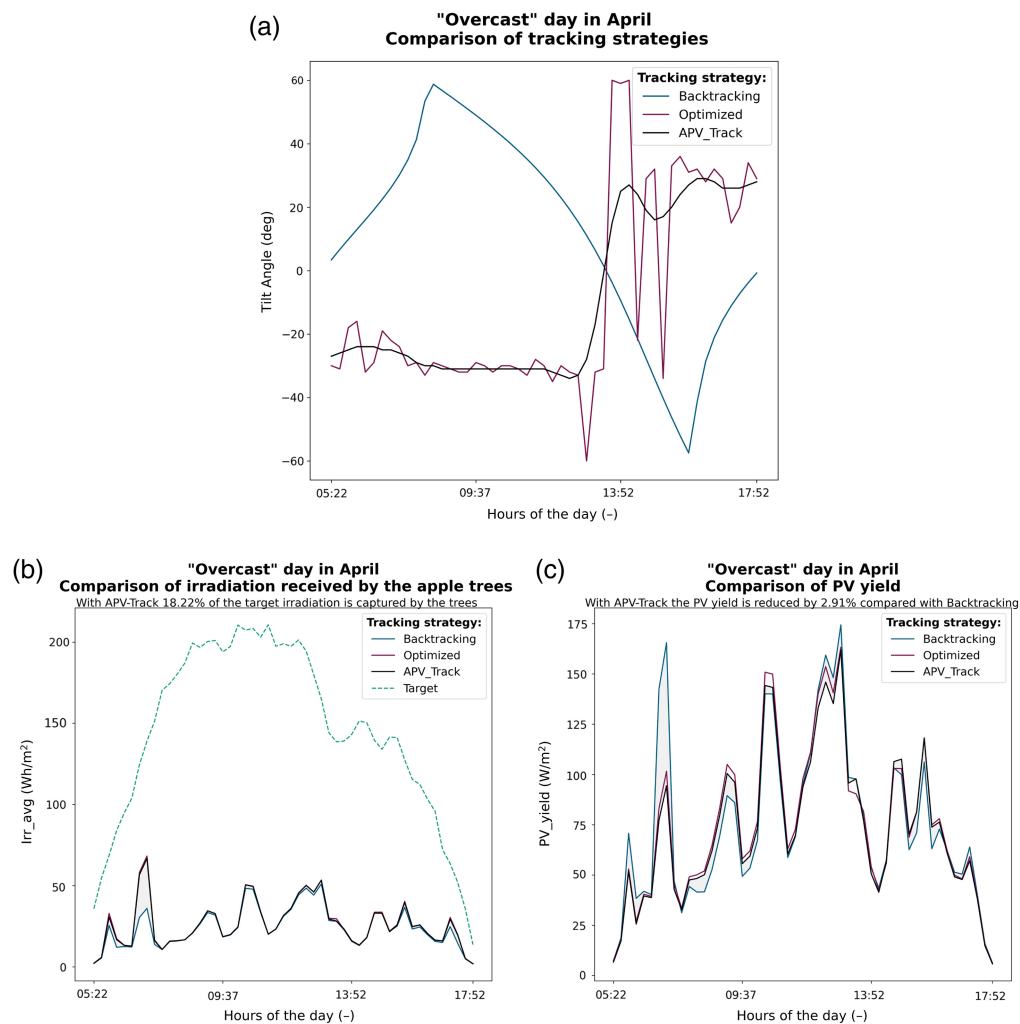 (a)
"Overcast" day in April
Comparison of tracking strategies
Tracking strategy:
Backtracking
Optimized
APV_Track
60
40
20
0
−20
−40
−60
Tilt Angle (deg)
05:22 09:37 13:52 17:52
Hours of the day (–)
(b)
"Overcast" day in April
Comparison of irradiation received by the apple trees
With APV-Track 18.22% of the target irradiation is captured by the trees
Tracking strategy:
Backtracking
Optimized
APV_Track
Target
200
150
100
50
0
Irr_avg (Wh/m²)
05:22 09:37 13:52 17:52
Hours of the day (–)
(c)
"Overcast" day in April
Comparison of PV yield
With APV-Track the PV yield is reduced by 2.91% compared with Backtracking
Tracking strategy:
Backtracking
Optimized
APV_Track
175
150
125
100
75
50
25
0
PV_yield (W/m²)
05:22 09:37 13:52 17:52
Hours of the day (–)